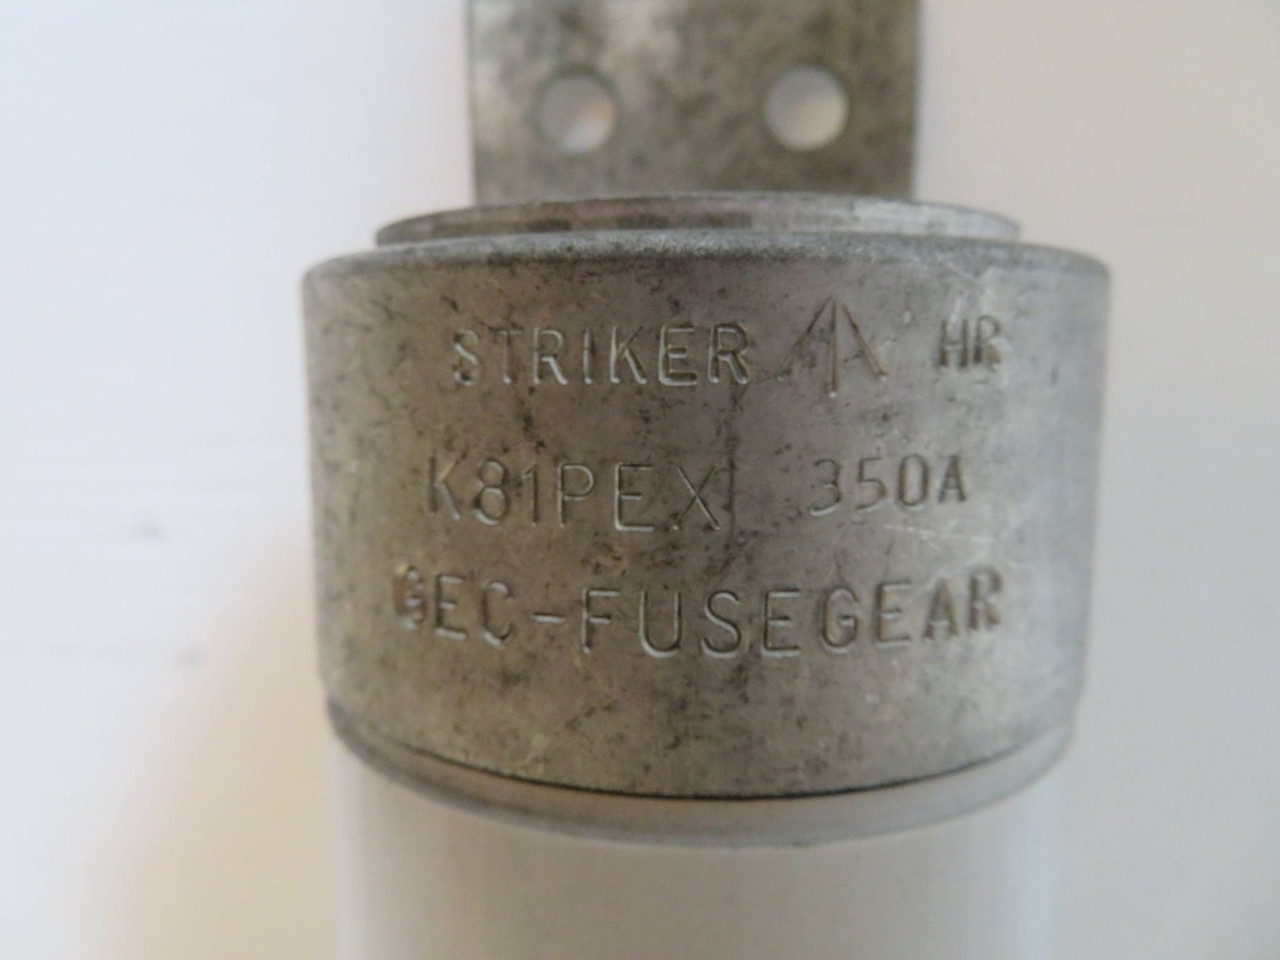 STRIKER HR
K81PEX 350A
GEC-FUSEGEAR